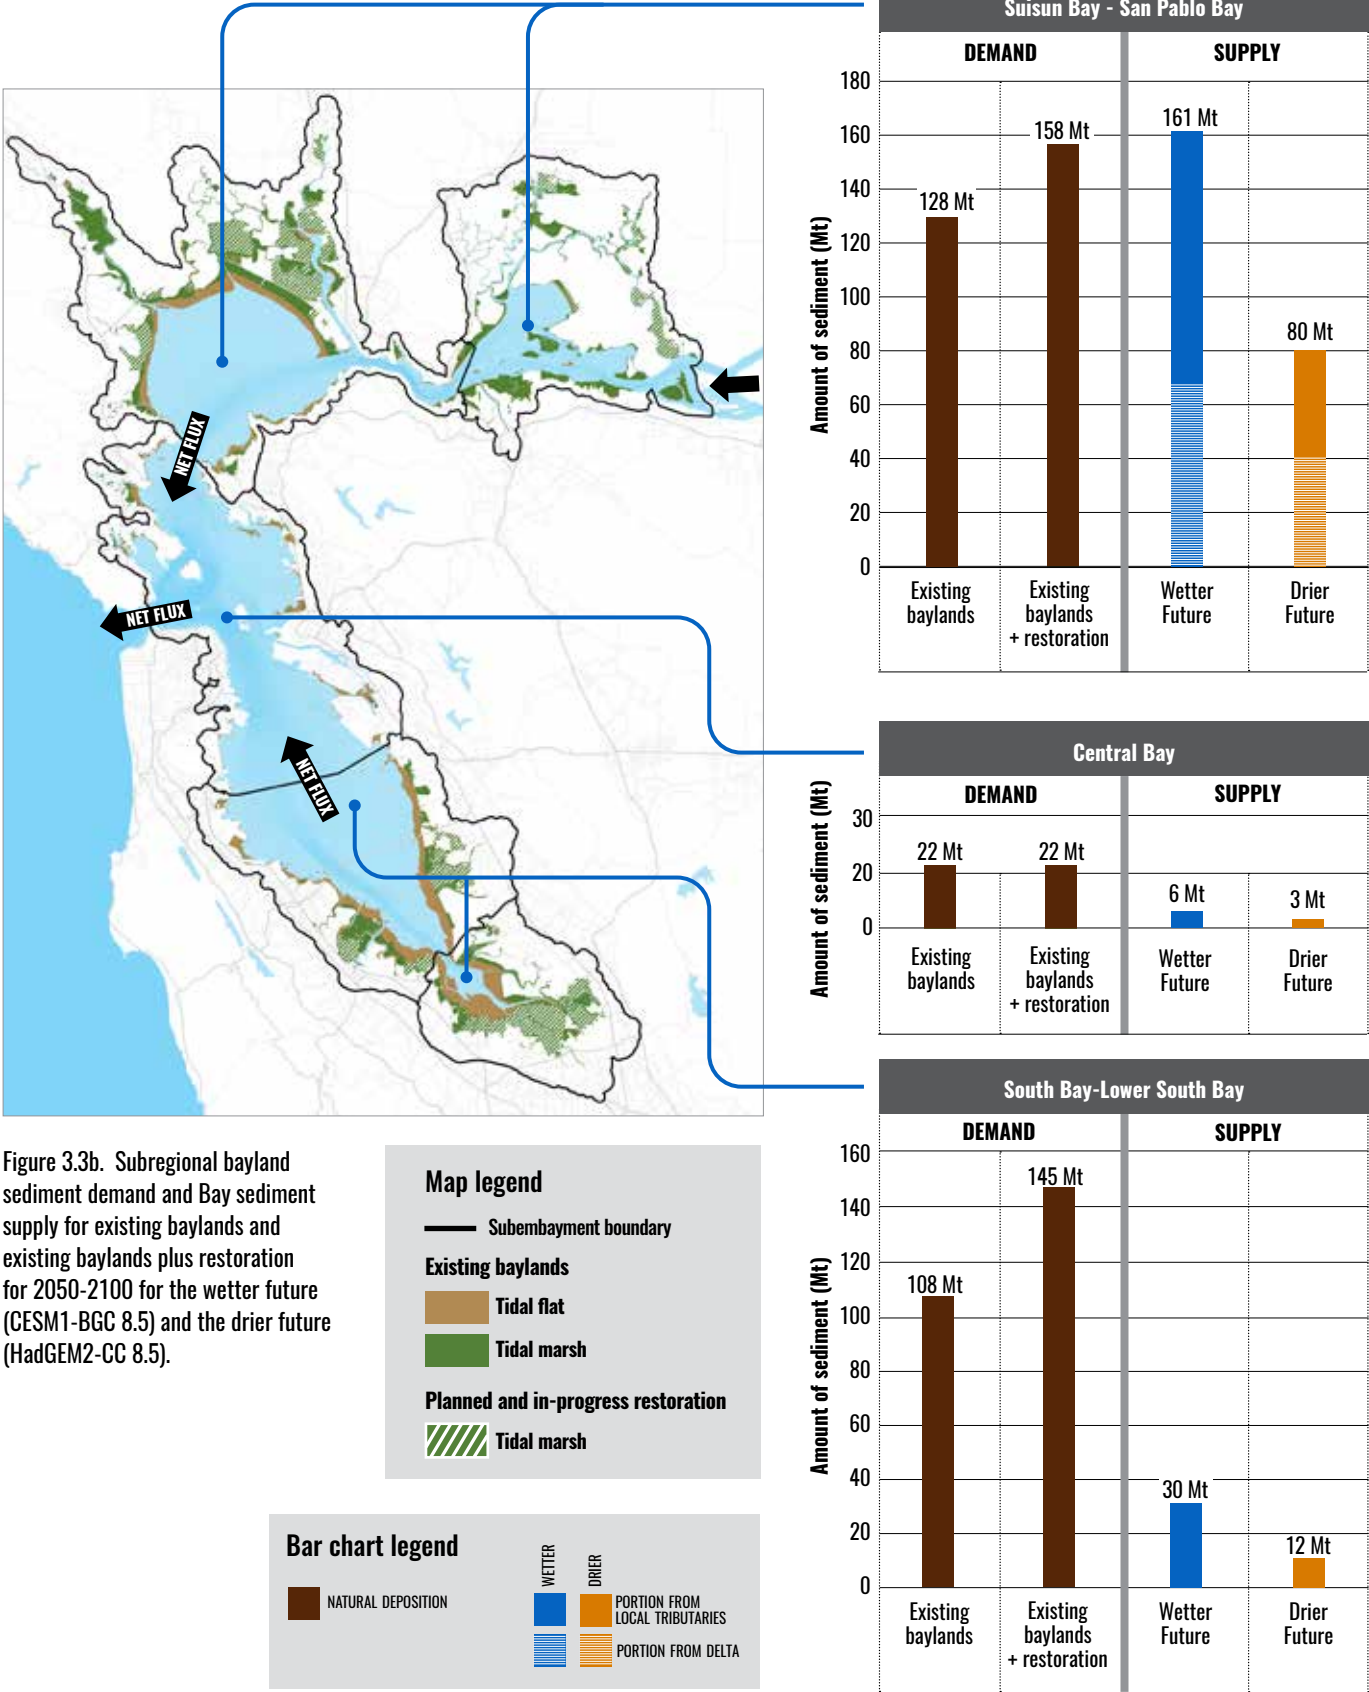 Suisun Bay - San Pablo Bay
DEMAND
SUPPLY
Amount of sediment (Mt)
180
160
140
120
100
80
60
40
20
0
128 Mt
158 Mt
161 Mt
80 Mt
Existing
baylands
Existing
baylands
+ restoration
Wetter
Future
Drier
Future
NET FLUX
NET FLUX
NET FLUX
Central Bay
DEMAND
SUPPLY
Amount of sediment (Mt)
30
20
0
22 Mt
22 Mt
6 Mt
3 Mt
Existing
baylands
Existing
baylands
+ restoration
Wetter
Future
Drier
Future
South Bay-Lower South Bay
DEMAND
SUPPLY
Amount of sediment (Mt)
160
140
120
100
80
60
40
20
0
108 Mt
145 Mt
30 Mt
12 Mt
Existing
baylands
Existing
baylands
+ restoration
Wetter
Future
Drier
Future
Figure 3.3b. Subregional bayland
sediment demand and Bay sediment
supply for existing baylands and
existing baylands plus restoration
for 2050-2100 for the wetter future
(CESM1-BGC 8.5) and the drier future
(HadGEM2-CC 8.5).
Map legend
Subembayment boundary
Existing baylands
Tidal flat
Tidal marsh
Planned and in-progress restoration
Tidal marsh
Bar chart legend
NATURAL DEPOSITION
WETTER
DRIER
PORTION FROM
LOCAL TRIBUTARIES
PORTION FROM DELTA